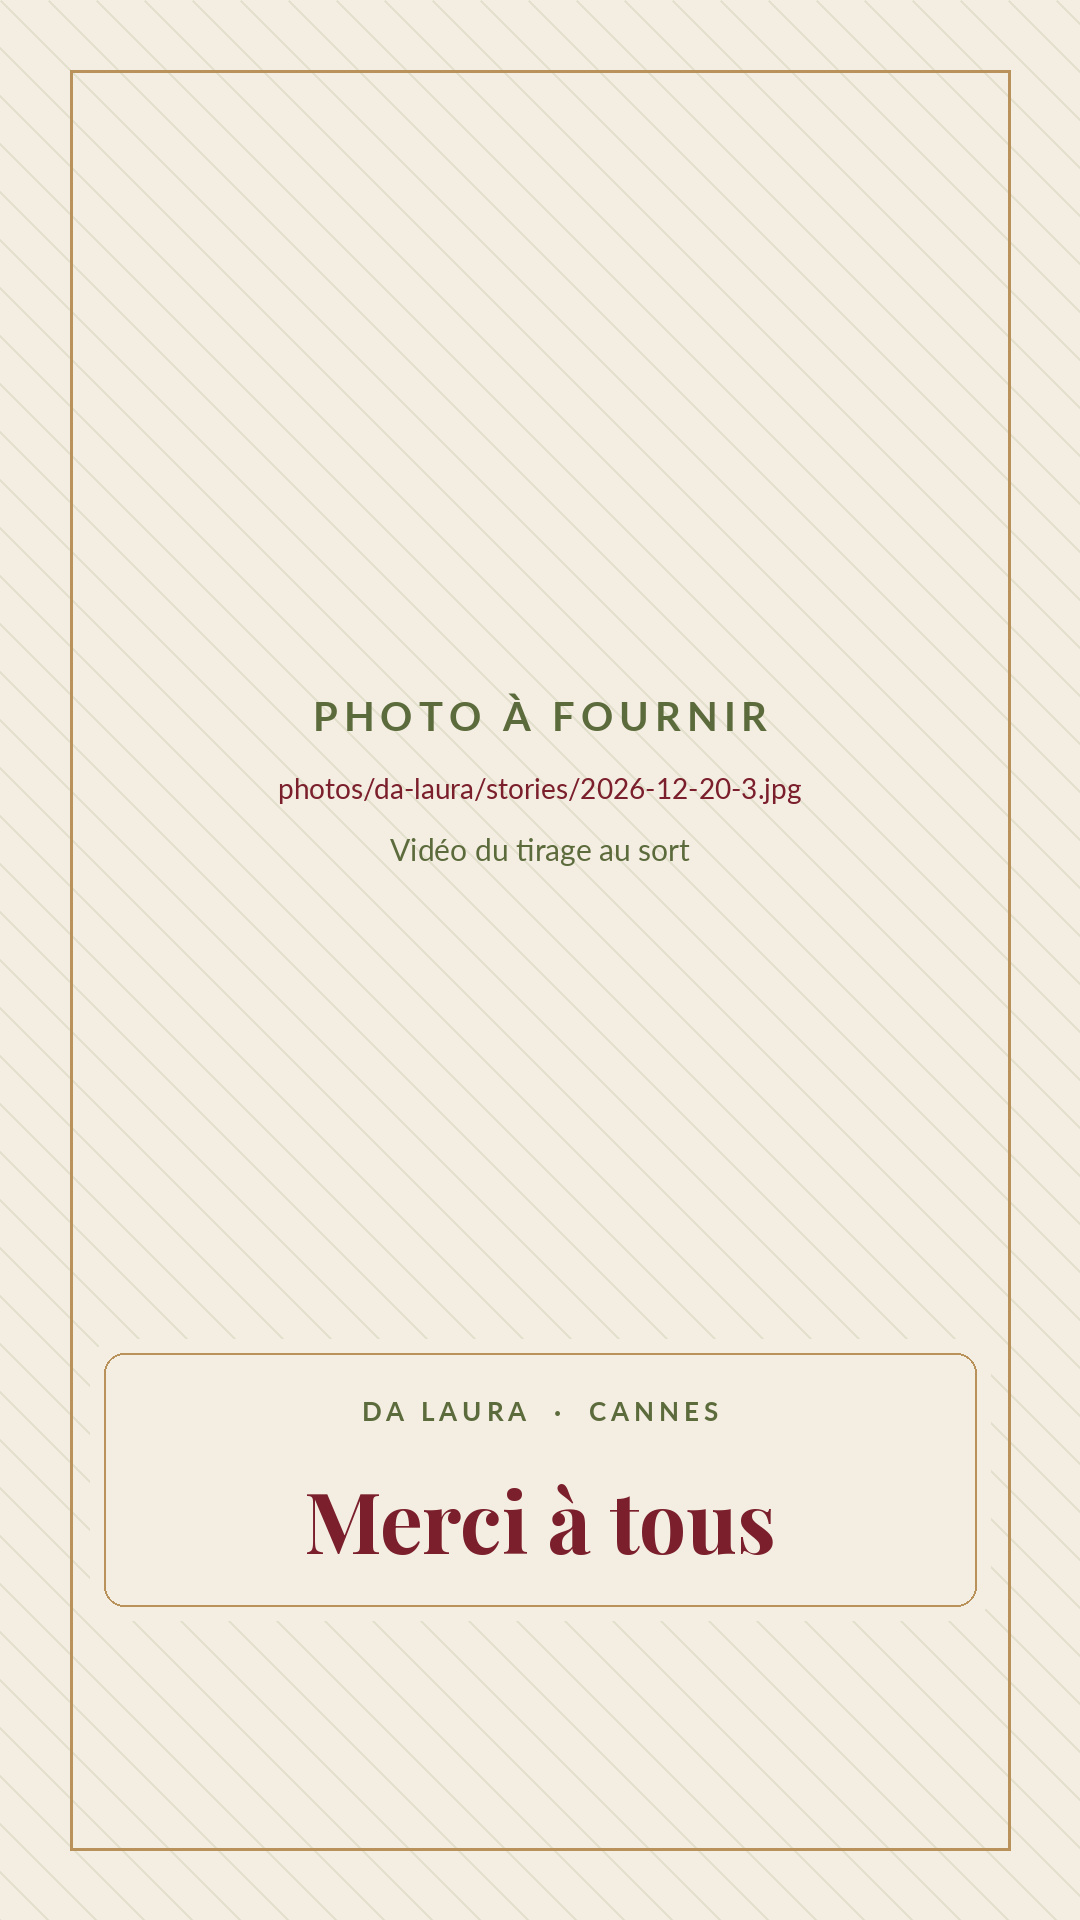 PHOTO À FOURNIR
photos/da-laura/stories/2026-12-20-3.jpg
Vidéo du tirage au sort
DA LAURA · CANNES
Merci à tous